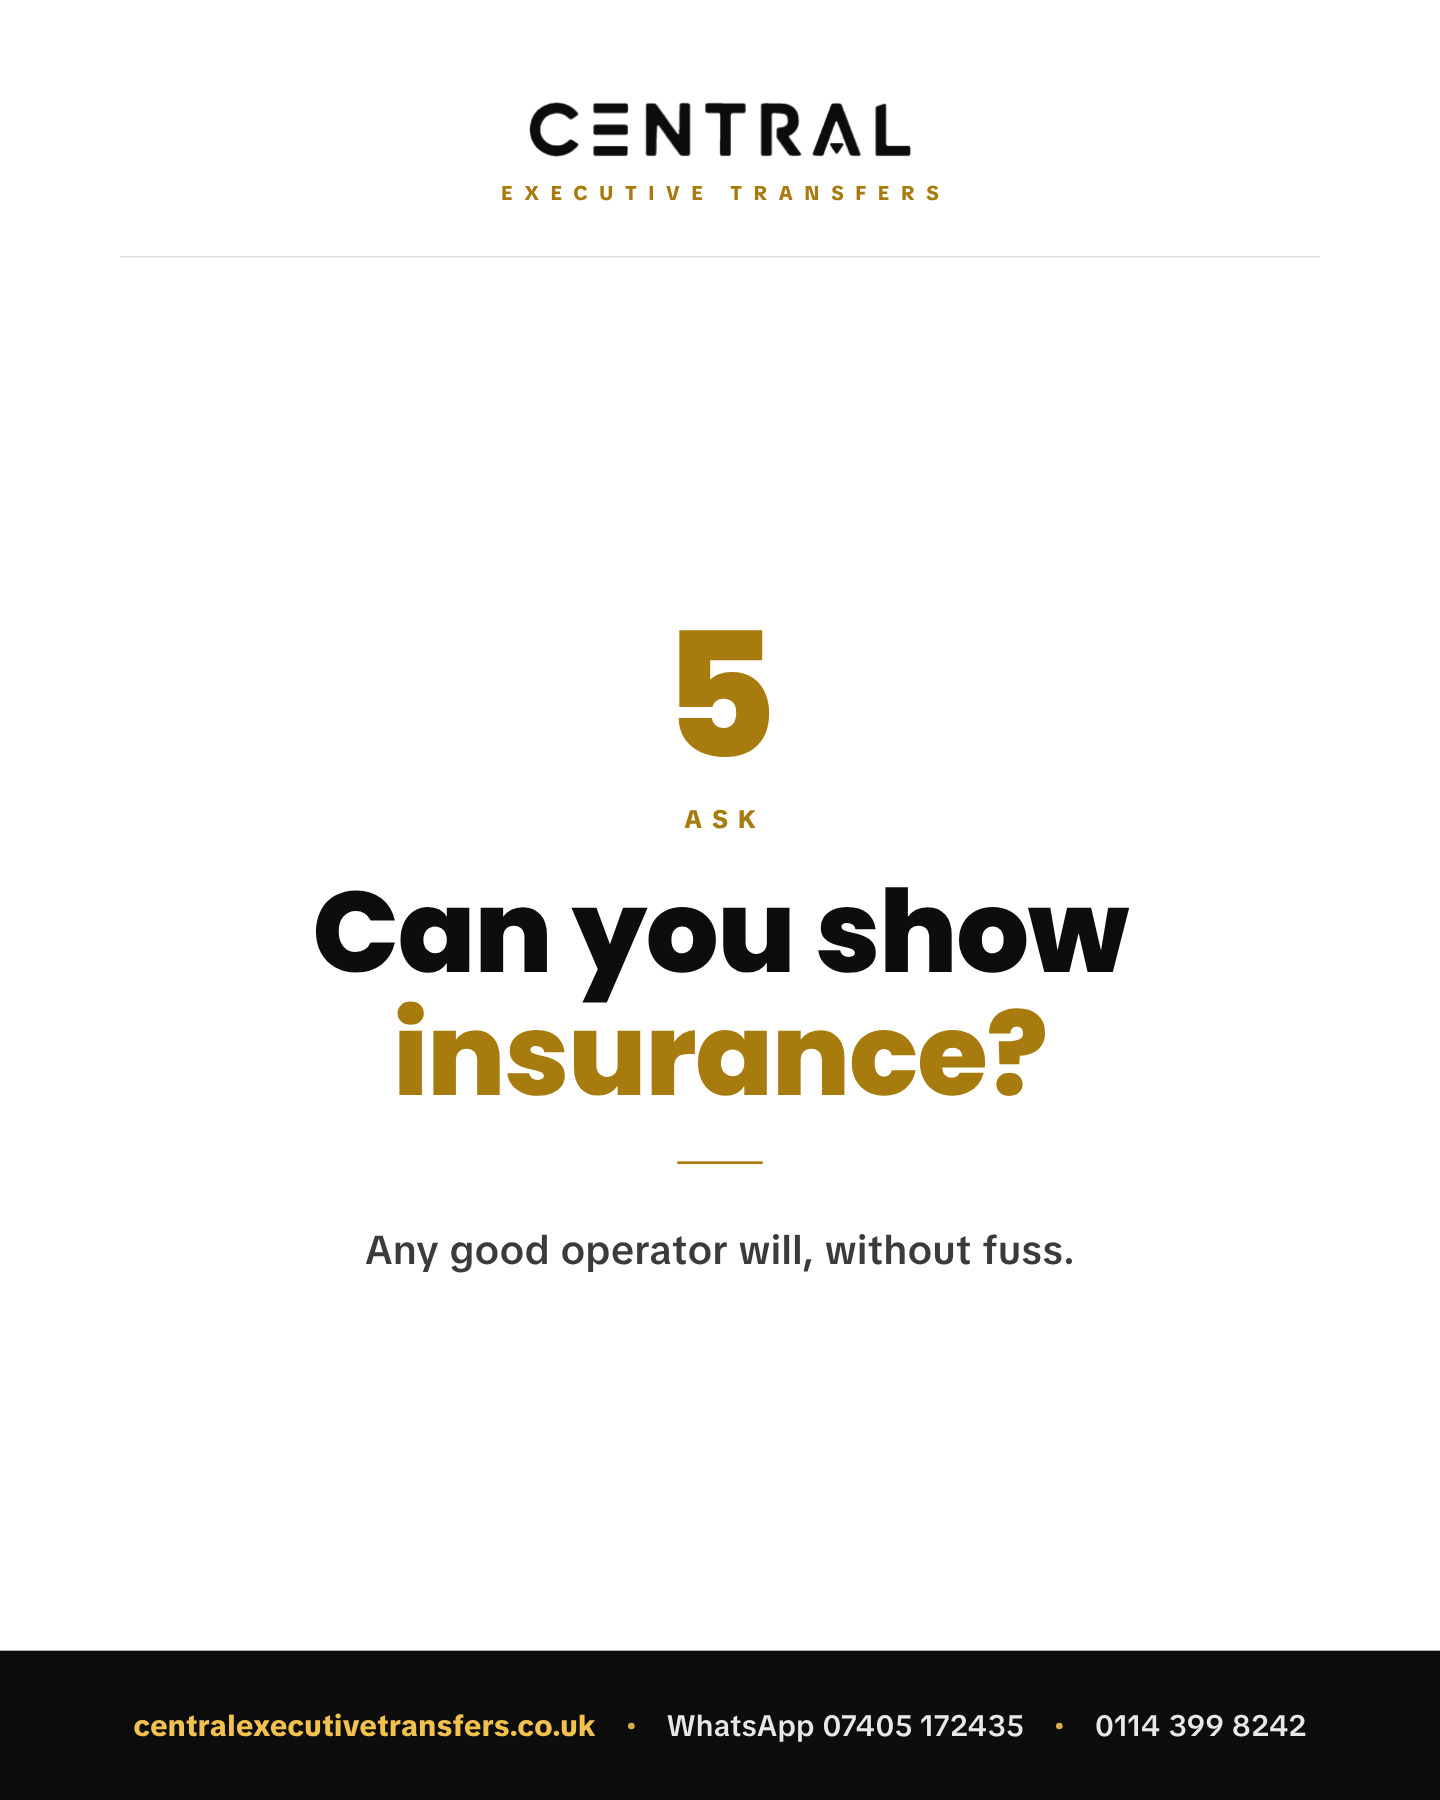 CENTRAL
EXECUTIVE TRANSFERS
5
ASK
Can you show
insurance?
Any good operator will, without fuss.
centralexecutivetransfers.co.uk • WhatsApp 07405 172435 • 0114 399 8242